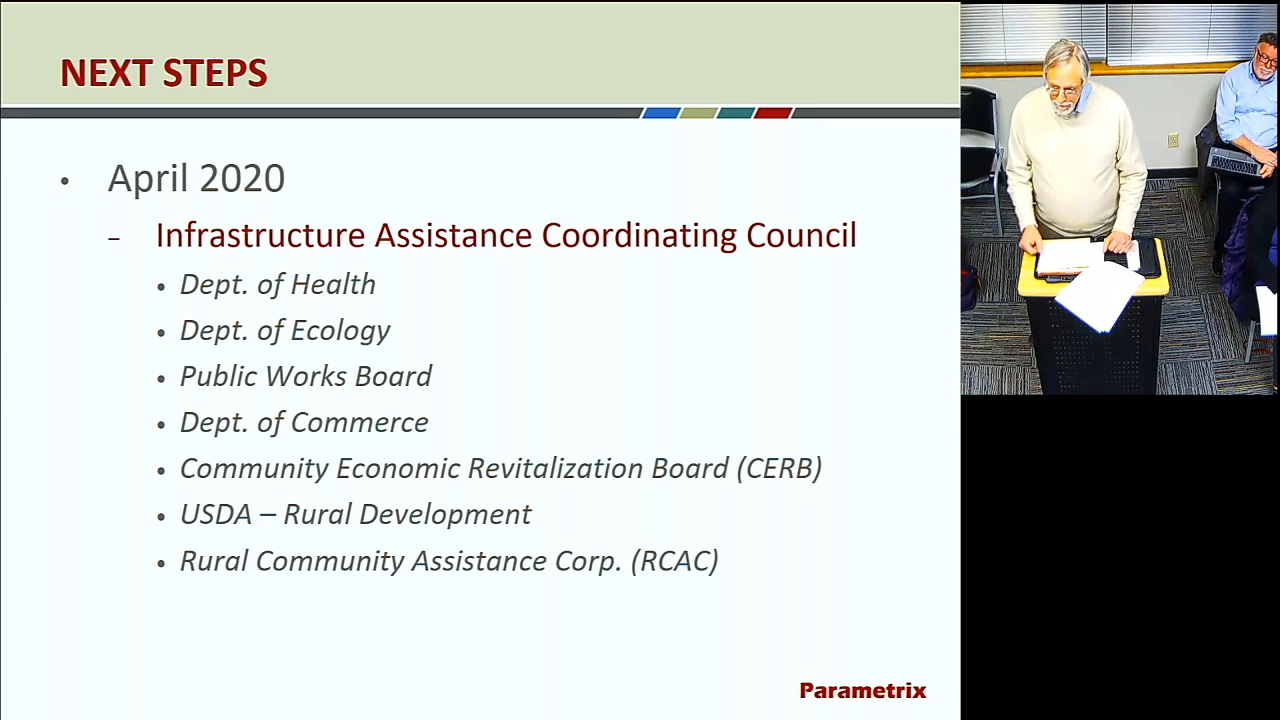 NEXT STEPS
• April 2020
– Infrastructure Assistance Coordinating Council
• Dept. of Health
• Dept. of Ecology
• Public Works Board
• Dept. of Commerce
• Community Economic Revitalization Board (CERB)
• USDA – Rural Development
• Rural Community Assistance Corp. (RCAC)
Parametrix